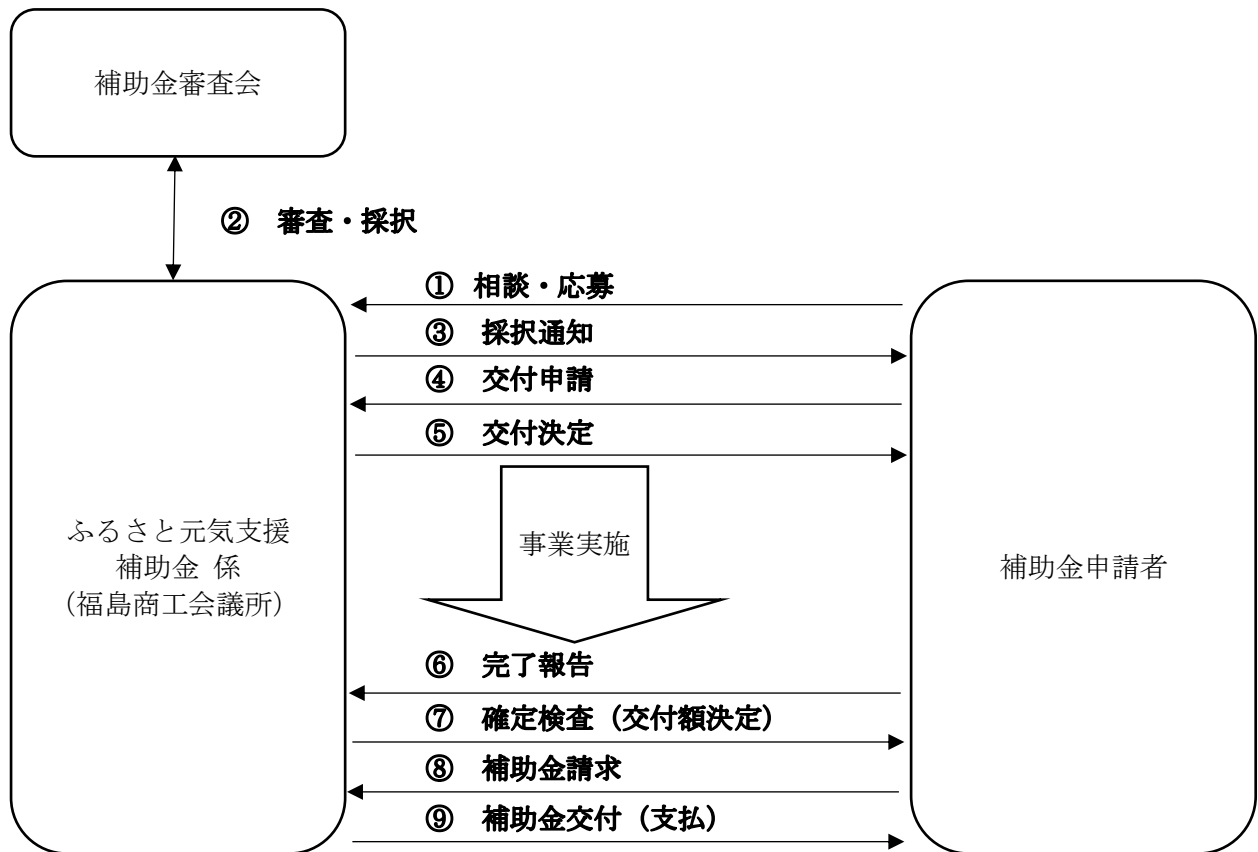 補助金審査会
② 審査・採択
① 相談・応募
③ 採択通知
④ 交付申請
⑤ 交付決定
ふるさと元気支援
補助金 係
(福島商工会議所)
事業実施
補助金申請者
⑥ 完了報告
⑦ 確定検査(交付額決定)
⑧ 補助金請求
⑨ 補助金交付(支払)